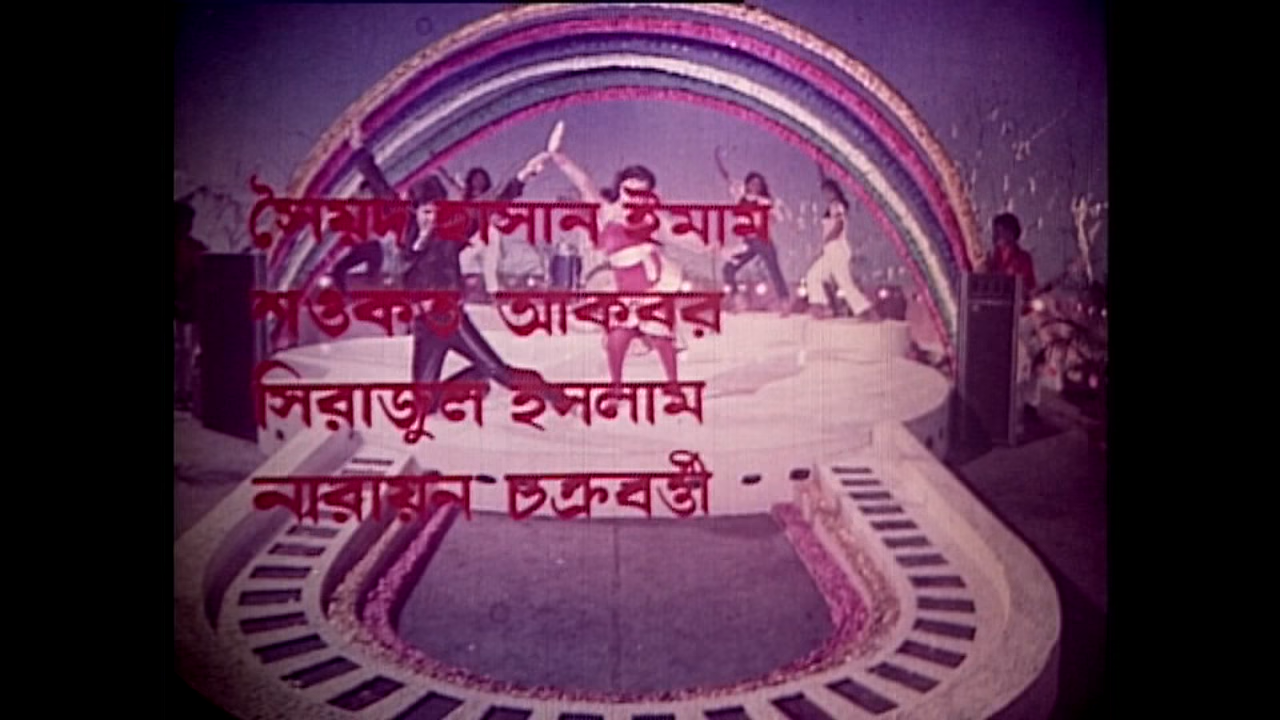 সৈয়দ হাসান ইমাম
শওকত আকবর
সিরাজুল ইসলাম
নারায়ন চক্রবর্ত্তী